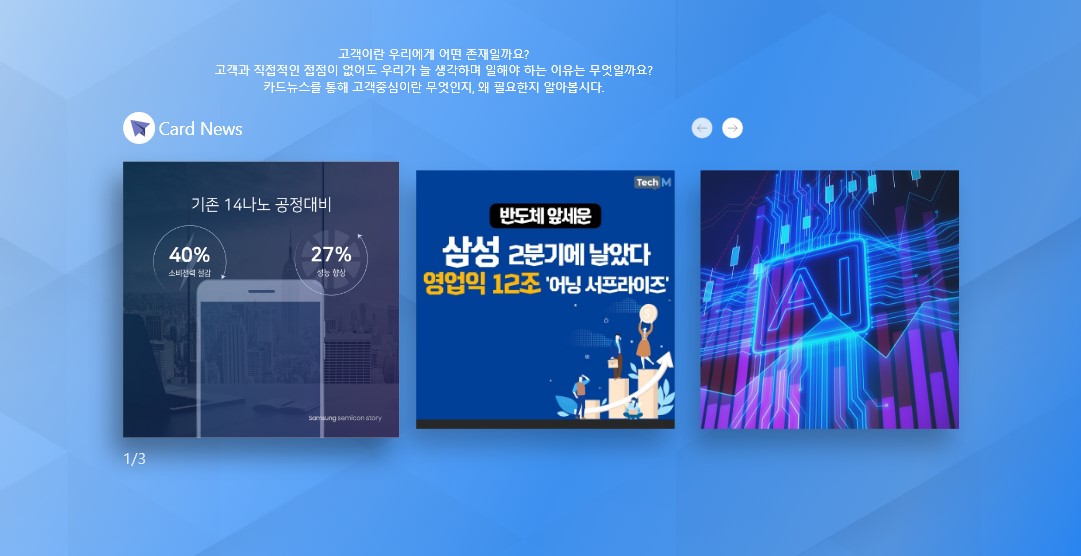 고객이란 우리에게 어떤 존재일까요?
고객과 직접적인 접점이 없어도 우리가 늘 생각하며 일해야 하는 이유는 무엇일까요?
카드뉴스를 통해 고객중심이란 무엇인지, 왜 필요한지 알아봅시다.
Card News
기존 14나노 공정대비
40%
소비전력 절감
27%
성능 향상
Samsung semicon story
Tech M
반도체 앞세운
삼성 2분기에 날았다
영업익 12조 '어닝 서프라이즈'
AI
1/3